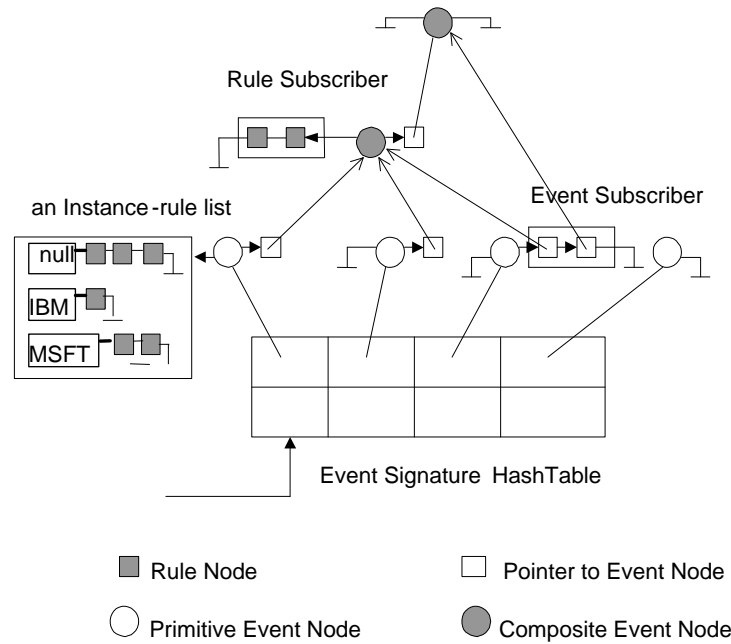 Rule Subscriber
Event Subscriber
an Instance-rule list
null
IBM
MSFT
Event Signature HashTable
Rule Node
Pointer to Event Node
Primitive Event Node
Composite Event Node